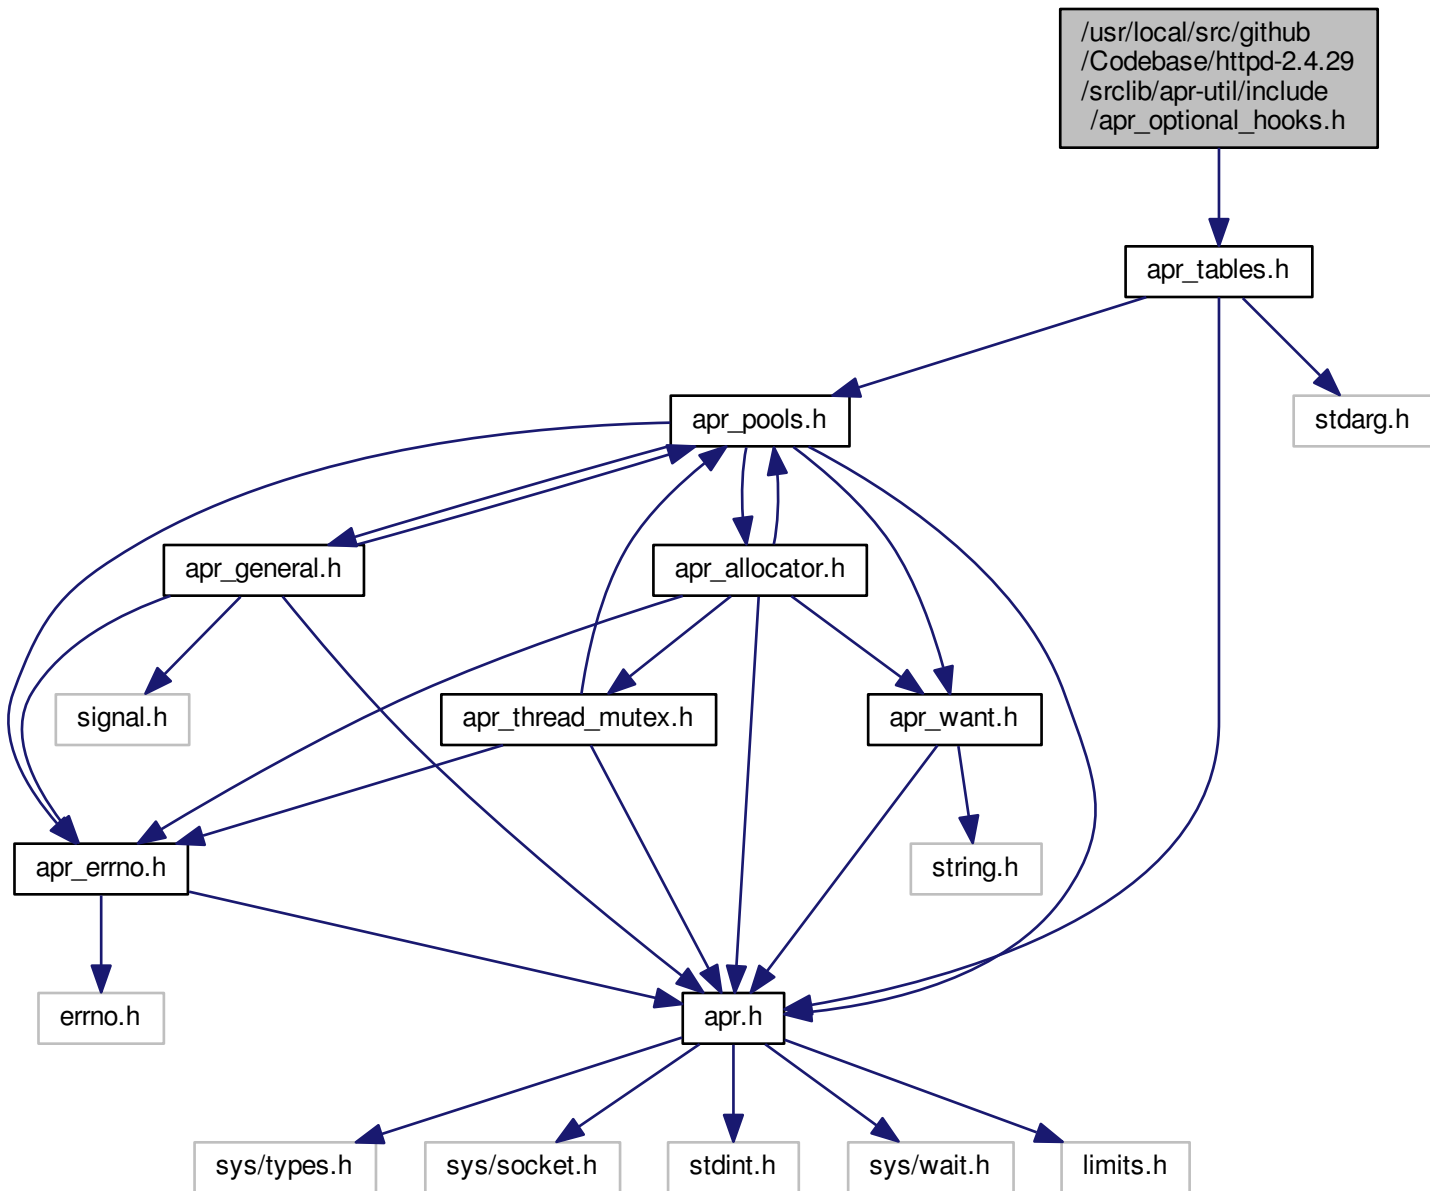 /usr/local/src/github
/Codebase/httpd-2.4.29
/srclib/apr-util/include
/apr_optional_hooks.h
apr_tables.h
apr_pools.h
stdarg.h
apr_general.h
apr_allocator.h
signal.h
apr_thread_mutex.h
apr_want.h
apr_errno.h
string.h
errno.h
apr.h
sys/types.h
sys/socket.h
stdint.h
sys/wait.h
limits.h